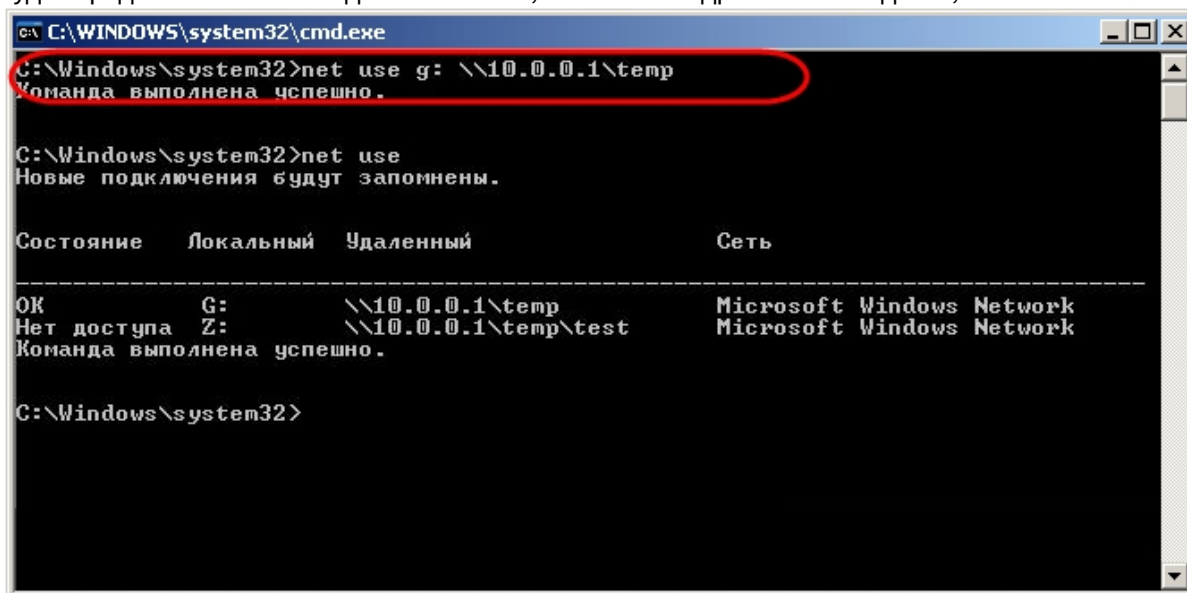 C:\WINDOWS\system32\cmd.exe
C:\Windows\system32>net use g: \\10.0.0.1\temp
Команда выполнена успешно.
C:\Windows\system32>net use
Новые подключения будут запомнены.
Состояние Локальный Удаленный Сеть
-------------------------------------------------------------------------------
OK G: \\10.0.0.1\temp Microsoft Windows Network
Нет доступа Z: \\10.0.0.1\temp\test Microsoft Windows Network
Команда выполнена успешно.
C:\Windows\system32>